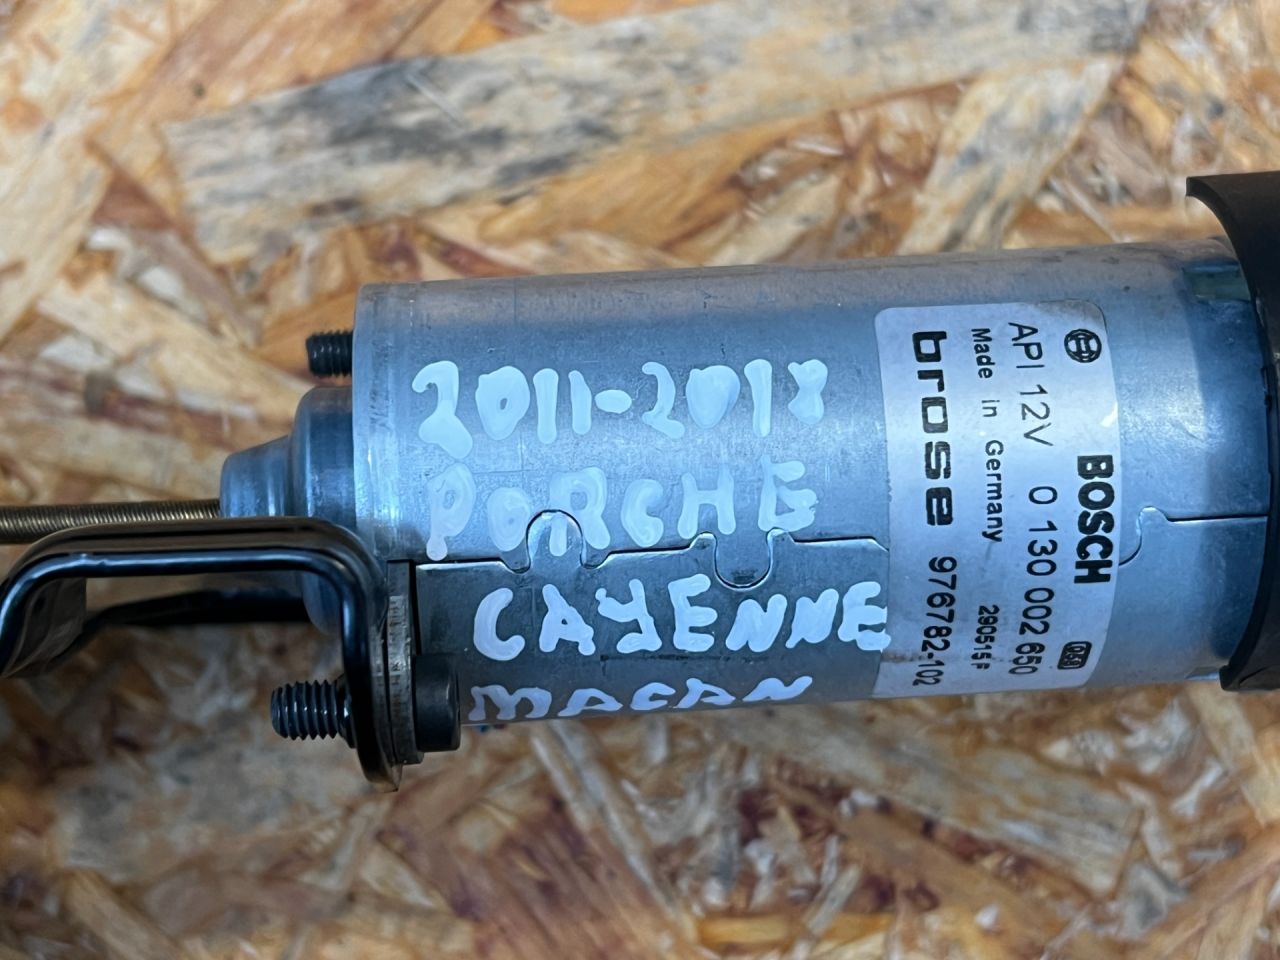 2011-2018
PORCHE
CAYENNE
MACAN
BOSCH
API 12V 0 130 002 650
Made in Germany 290515F
brose 976782-102